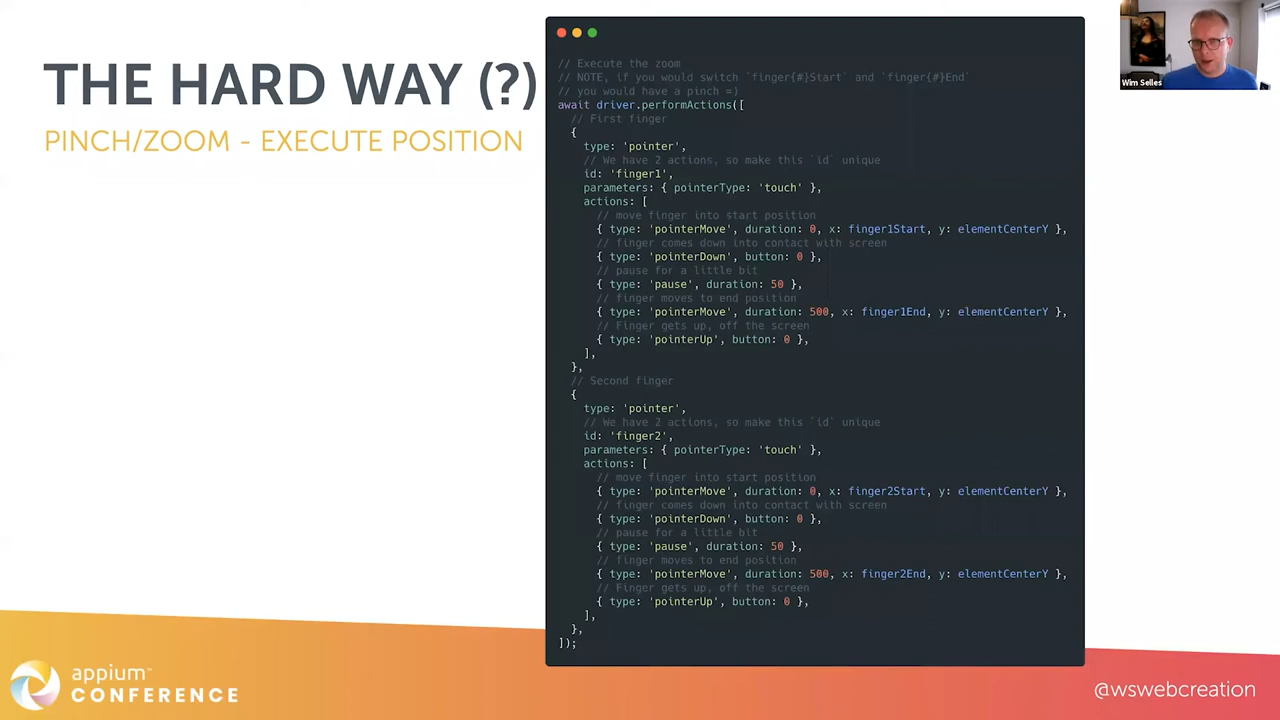 THE HARD WAY (?)
PINCH/ZOOM - EXECUTE POSITION
// Execute the zoom
// NOTE, if you would switch `finger{#}Start` and `finger{#}End`
// you would have a pinch =)
await driver.performActions([
// First finger
{
type: 'pointer',
// We have 2 actions, so make this `id` unique
id: 'finger1',
parameters: { pointerType: 'touch' },
actions: [
// move finger into start position
{ type: 'pointerMove', duration: 0, x: finger1Start, y: elementCenterY },
// finger comes down into contact with screen
{ type: 'pointerDown', button: 0 },
// pause for a little bit
{ type: 'pause', duration: 50 },
// finger moves to end position
{ type: 'pointerMove', duration: 500, x: finger1End, y: elementCenterY },
// Finger gets up, off the screen
{ type: 'pointerUp', button: 0 },
],
},
// Second finger
{
type: 'pointer',
// We have 2 actions, so make this `id` unique
id: 'finger2',
parameters: { pointerType: 'touch' },
actions: [
// move finger into start position
{ type: 'pointerMove', duration: 0, x: finger2Start, y: elementCenterY },
// finger comes down into contact with screen
{ type: 'pointerDown', button: 0 },
// pause for a little bit
{ type: 'pause', duration: 50 },
// finger moves to end position
{ type: 'pointerMove', duration: 500, x: finger2End, y: elementCenterY },
// Finger gets up, off the screen
{ type: 'pointerUp', button: 0 },
],
},
]);
Wim Selles
appium™
CONFERENCE
@wswebcreation